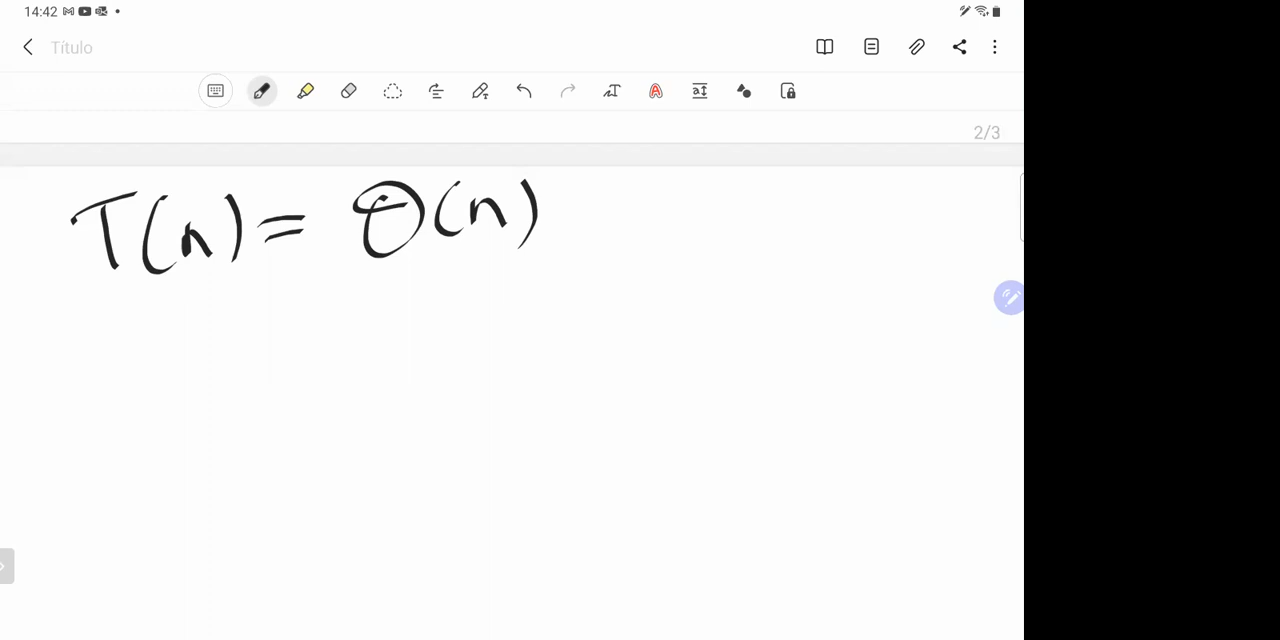 14:42
Título
2/3
T(n) = Θ(n)